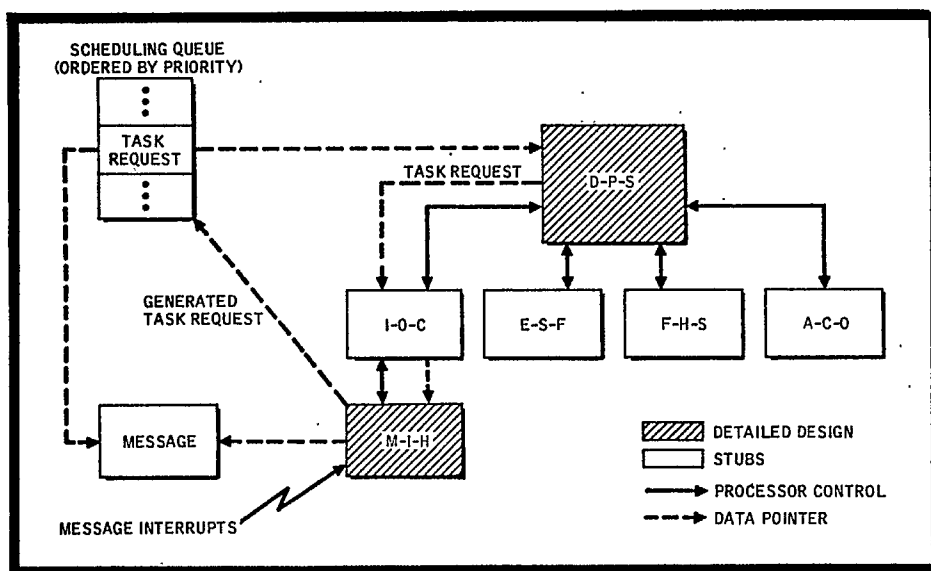 SCHEDULING QUEUE
(ORDERED BY PRIORITY)
TASK
REQUEST
TASK REQUEST
D-P-S
GENERATED
TASK REQUEST
I-O-C
E-S-F
F-H-S
A-C-O
MESSAGE
M-I-H
MESSAGE INTERRUPTS
DETAILED DESIGN
STUBS
PROCESSOR CONTROL
DATA POINTER